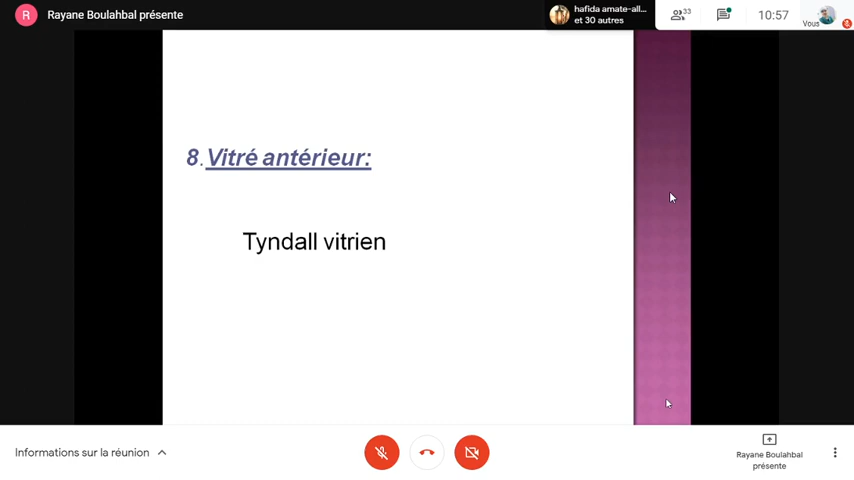 R Rayane Boulahbal présente
hafida amate-all...
et 30 autres
33
10:57
Vous
8. Vitré antérieur:
Tyndall vitrien
Informations sur la réunion
Rayane Boulahbal
présente